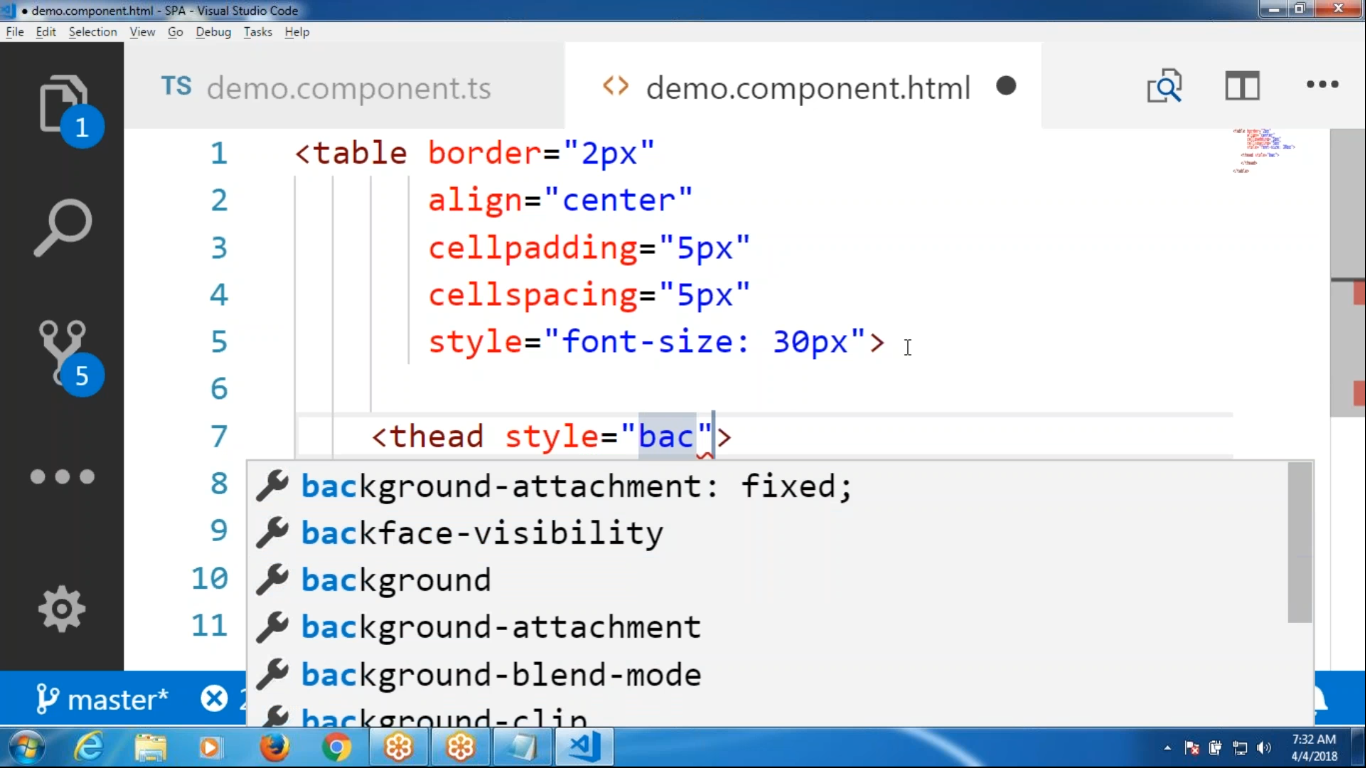 demo.component.html - SPA - Visual Studio Code
File Edit Selection View Go Debug Tasks Help
TS demo.component.ts
<> demo.component.html
1
1 <table border="2px"
2 align="center"
3 cellpadding="5px"
4 cellspacing="5px"
5 style="font-size: 30px">
6
7 <thead style="bac">
5
8 background-attachment: fixed;
9 backface-visibility
10 background
11 background-attachment
background-blend-mode
background-clip
master*
7:32 AM
4/4/2018